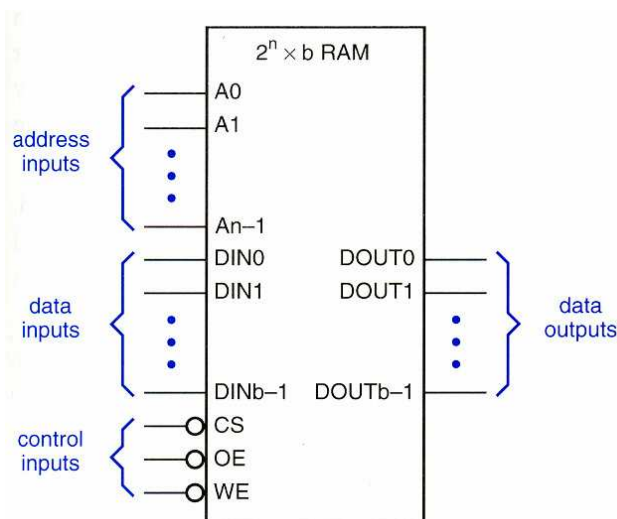 2ⁿ × b RAM
A0
A1
address
inputs
An–1
DIN0
DOUT0
DIN1
DOUT1
data
inputs
data
outputs
DINb–1
DOUTb–1
CS
control
inputs
OE
WE